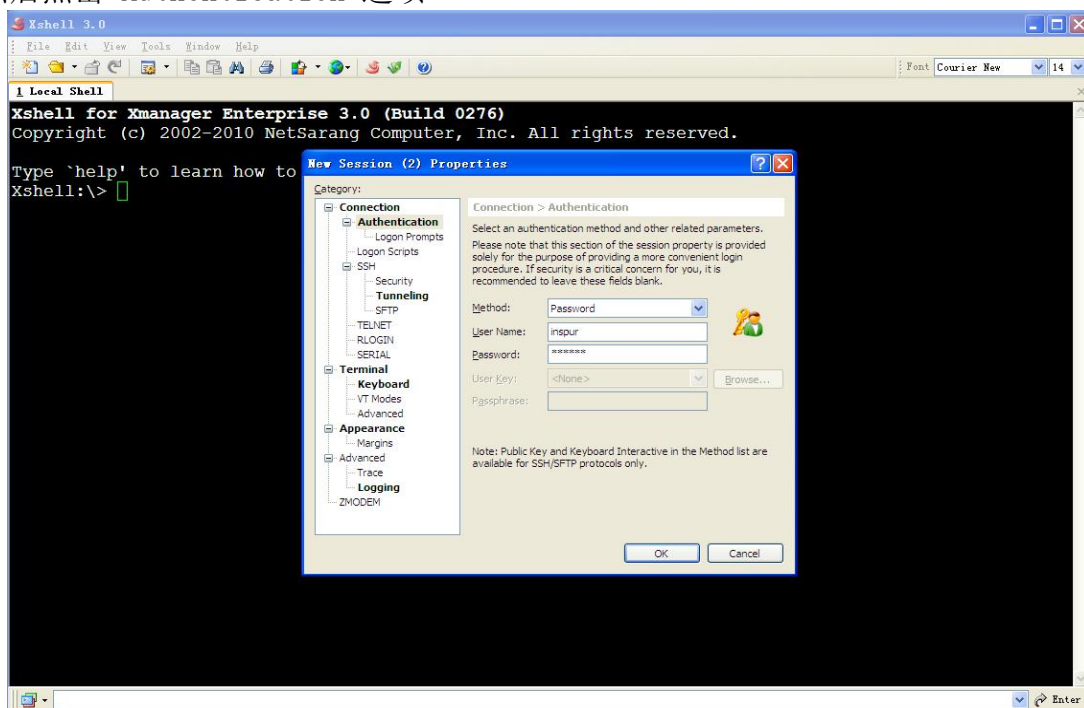 后点击 Authentication 选项
Xshell 3.0
File Edit View Tools Window Help
Font Courier New 14
1 Local Shell
Xshell for Xmanager Enterprise 3.0 (Build 0276)
Copyright (c) 2002-2010 NetSarang Computer, Inc. All rights reserved.
Type `help' to learn how to
Xshell:\>
New Session (2) Properties
Category:
Connection
Authentication
Logon Prompts
Logon Scripts
SSH
Security
Tunneling
SFTP
TELNET
RLOGIN
SERIAL
Terminal
Keyboard
VT Modes
Advanced
Appearance
Margins
Advanced
Trace
Logging
ZMODEM
Connection > Authentication
Select an authentication method and other related parameters.
Please note that this section of the session property is provided
solely for the purpose of providing a more convenient login
procedure. If security is a critical concern for you, it is
recommended to leave these fields blank.
Method: Password
User Name: inspur
Password: ******
User Key: <None> Browse...
Passphrase:
Note: Public Key and Keyboard Interactive in the Method list are
available for SSH/SFTP protocols only.
OK Cancel
Enter